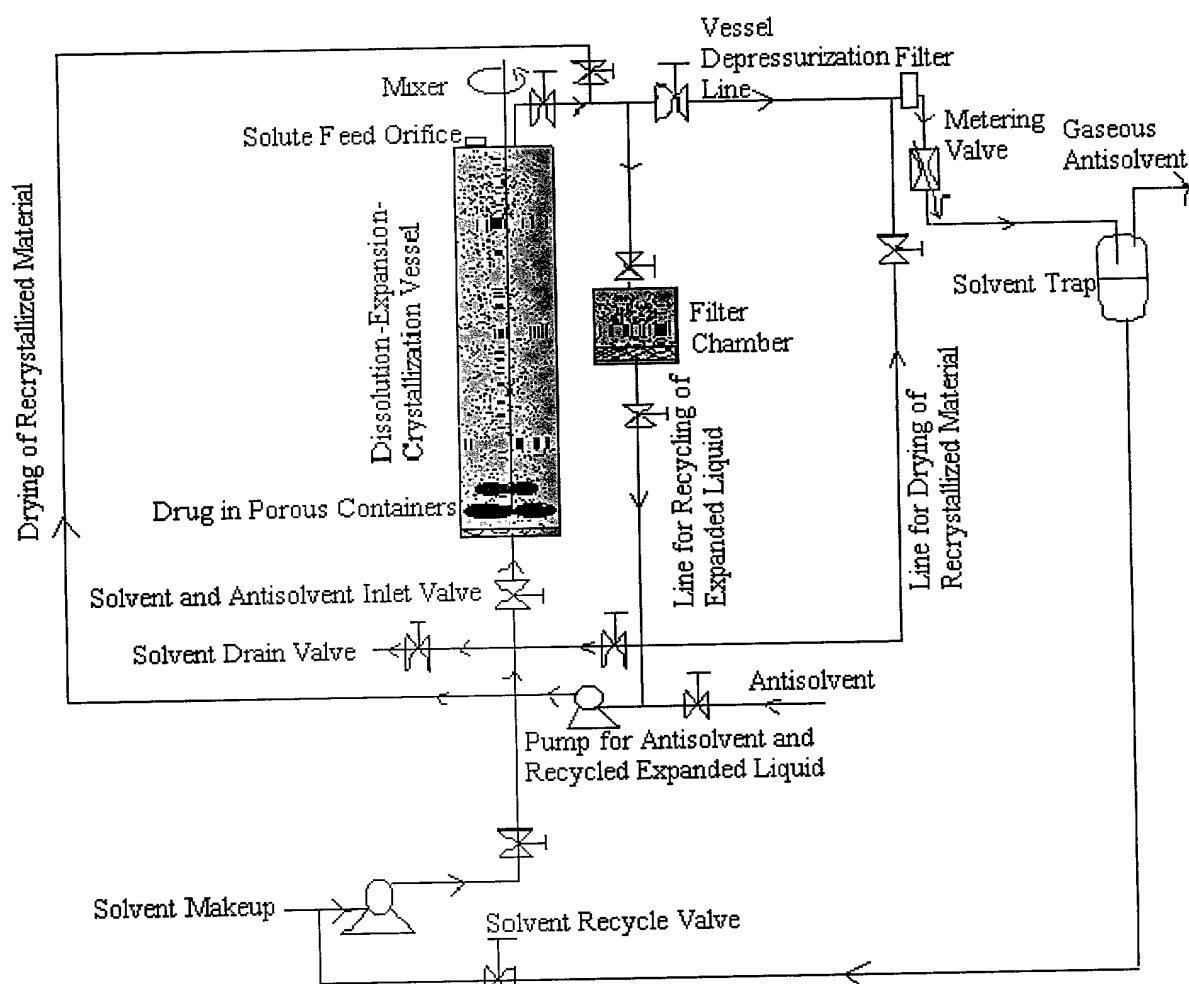 Vessel
Depressurization Filter
Line
Mixer
Metering
Valve
Gaseous
Antisolvent
Solute Feed Orifice
Drying of Recrystallized Material
Dissolution-Expansion-
Crystallization Vessel
Solvent Trap
Filter
Chamber
Line for Recycling of
Expanded Liquid
Line for Drying of
Recrystallized Material
Drug in Porous Containers
Solvent and Antisolvent Inlet Valve
Solvent Drain Valve
Antisolvent
Pump for Antisolvent and
Recycled Expanded Liquid
Solvent Makeup
Solvent Recycle Valve